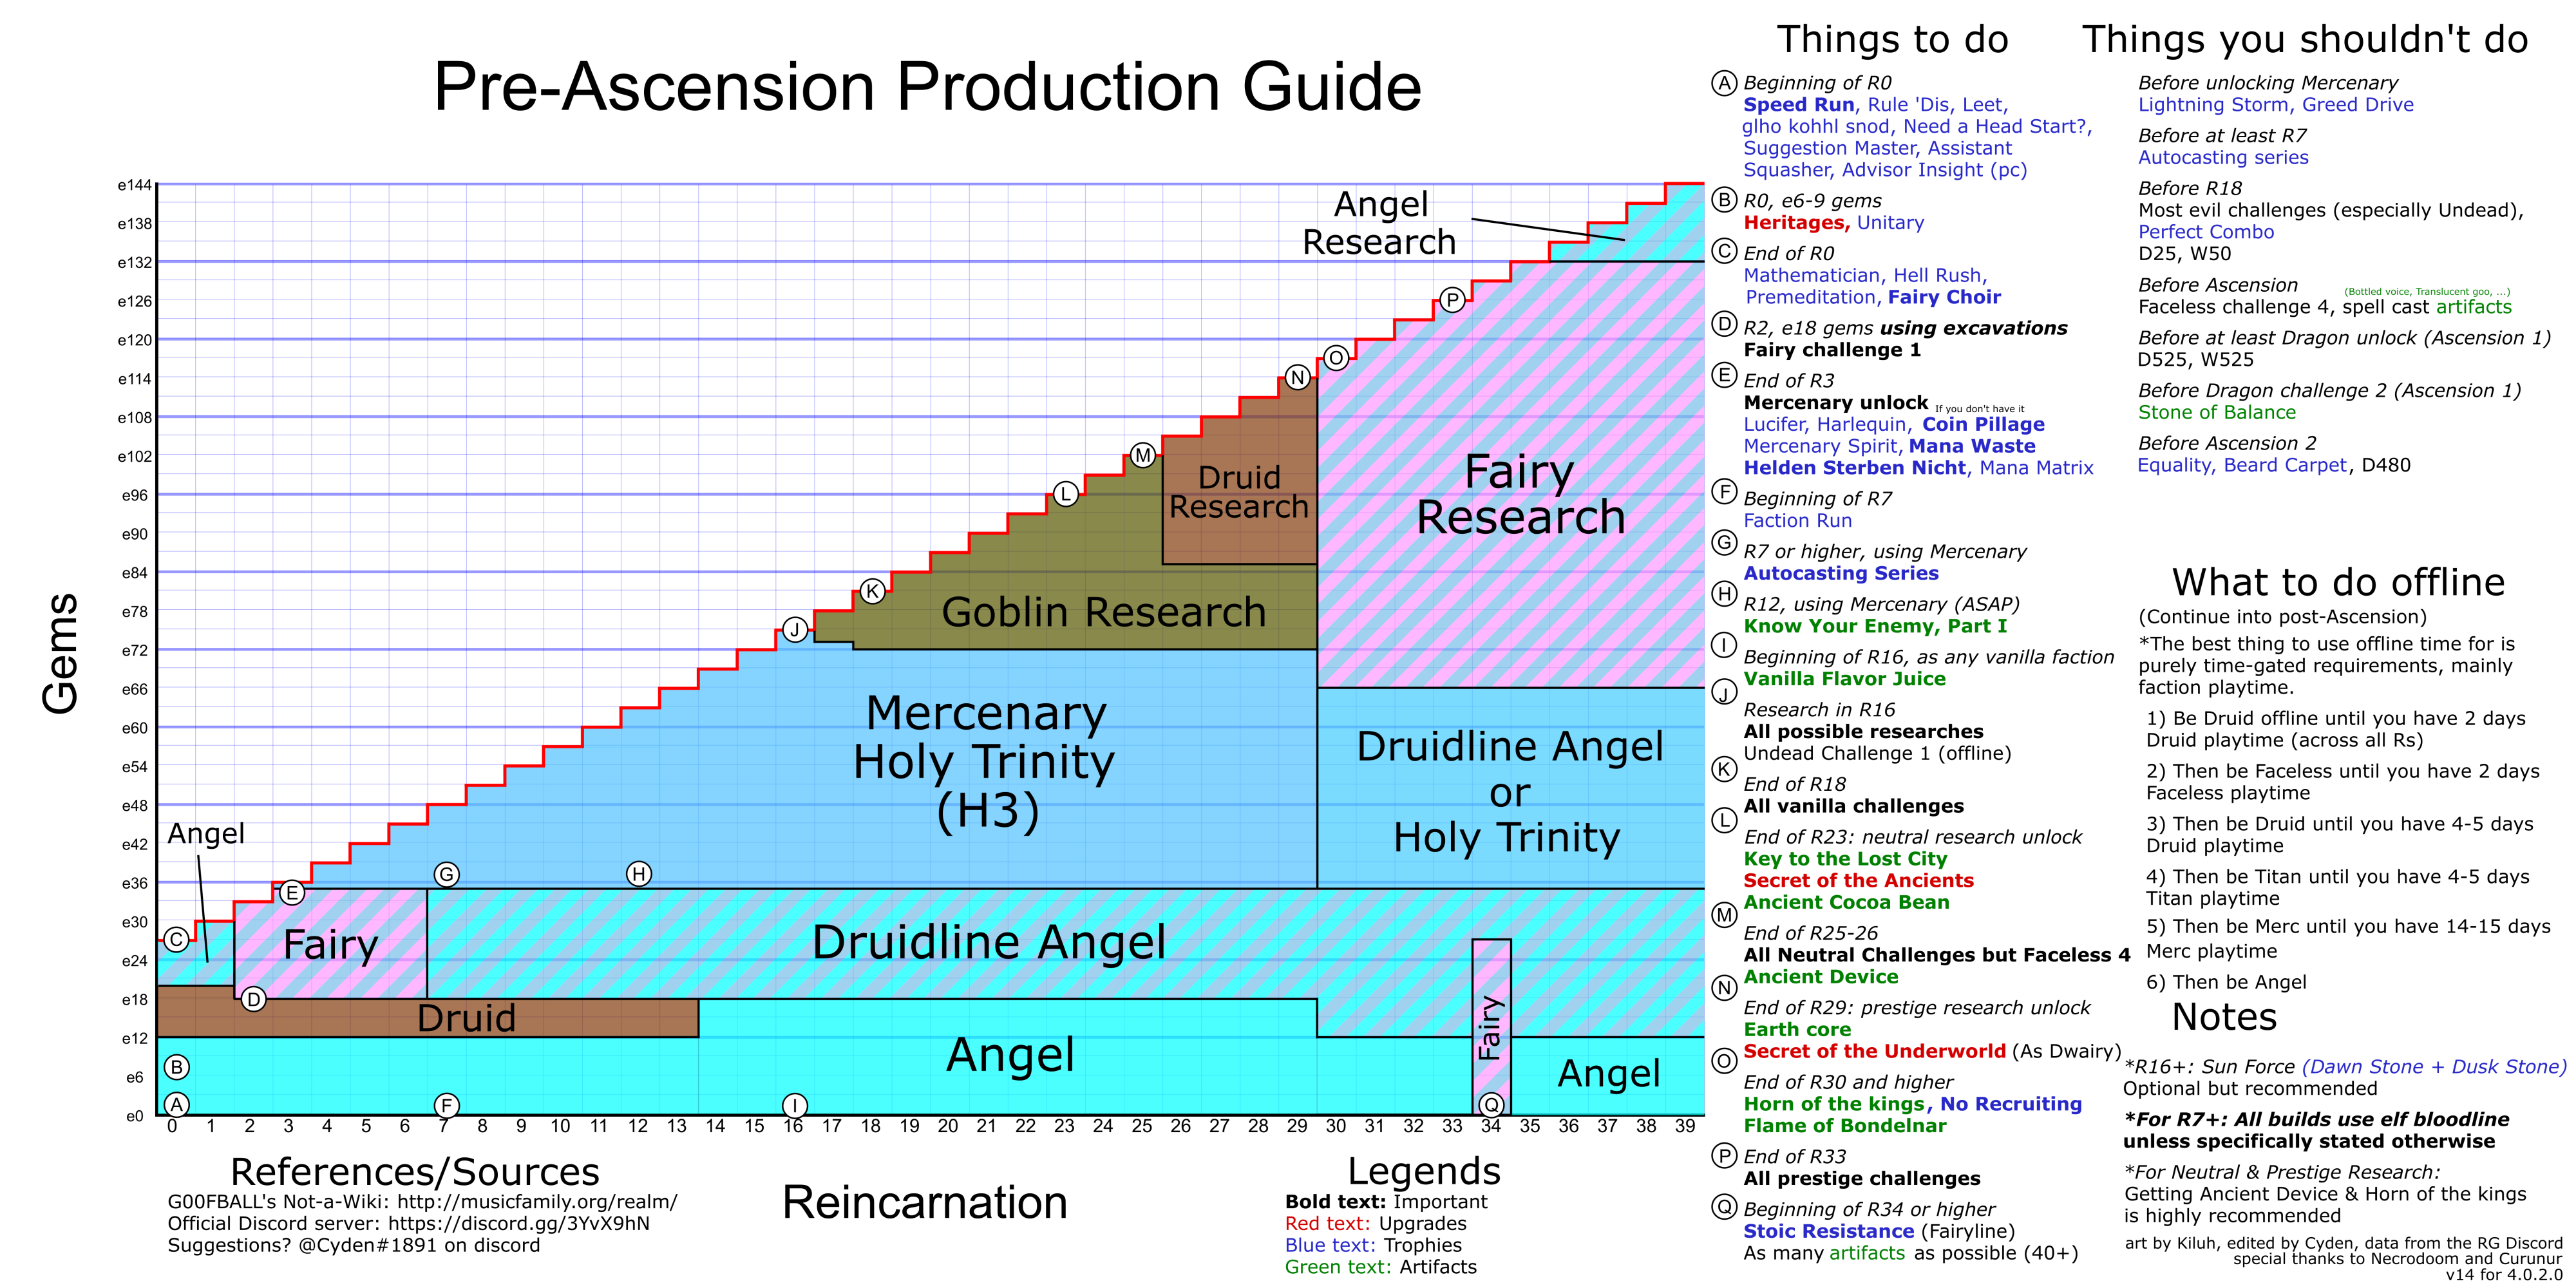 Pre-Ascension Production Guide
Gems
e144
e138
e132
e126
e120
e114
e108
e102
e96
e90
e84
e78
e72
e66
e60
e54
e48
e42
e36
e30
e24
e18
e12
e6
e0
Angel
Research
P
O
N
M
L
K
J
Druid
Research
Fairy
Research
Goblin Research
Mercenary
Holy Trinity
(H3)
Druidline Angel
or
Holy Trinity
Angel
G
H
E
C
Fairy
Druidline Angel
D
Druid
Angel
Fairy
Angel
B
A
F
I
Q
0 1 2 3 4 5 6 7 8 9 10 11 12 13 14 15 16 17 18 19 20 21 22 23 24 25 26 27 28 29 30 31 32 33 34 35 36 37 38 39
Reincarnation
References/Sources
G00FBALL's Not-a-Wiki: http://musicfamily.org/realm/
Official Discord server: https://discord.gg/3YvX9hN
Suggestions? @Cyden#1891 on discord
Legends
Bold text: Important
Red text: Upgrades
Blue text: Trophies
Green text: Artifacts
Things to do
A Beginning of R0
Speed Run, Rule 'Dis, Leet,
glho kohhl snod, Need a Head Start?,
Suggestion Master, Assistant
Squasher, Advisor Insight (pc)
B R0, e6-9 gems
Heritages, Unitary
C End of R0
Mathematician, Hell Rush,
Premeditation, Fairy Choir
D R2, e18 gems using excavations
Fairy challenge 1
E End of R3
Mercenary unlock If you don't have it
Lucifer, Harlequin, Coin Pillage
Mercenary Spirit, Mana Waste
Helden Sterben Nicht, Mana Matrix
F Beginning of R7
Faction Run
G R7 or higher, using Mercenary
Autocasting Series
H R12, using Mercenary (ASAP)
Know Your Enemy, Part I
I Beginning of R16, as any vanilla faction
Vanilla Flavor Juice
J Research in R16
All possible researches
Undead Challenge 1 (offline)
K End of R18
All vanilla challenges
L End of R23: neutral research unlock
Key to the Lost City
Secret of the Ancients
Ancient Cocoa Bean
M End of R25-26
All Neutral Challenges but Faceless 4
Ancient Device
N End of R29: prestige research unlock
Earth core
Secret of the Underworld (As Dwairy)
O End of R30 and higher
Horn of the kings, No Recruiting
Flame of Bondelnar
P End of R33
All prestige challenges
Q Beginning of R34 or higher
Stoic Resistance (Fairyline)
As many artifacts as possible (40+)
Things you shouldn't do
Before unlocking Mercenary
Lightning Storm, Greed Drive
Before at least R7
Autocasting series
Before R18
Most evil challenges (especially Undead),
Perfect Combo
D25, W50
Before Ascension (Bottled voice, Translucent goo, ...)
Faceless challenge 4, spell cast artifacts
Before at least Dragon unlock (Ascension 1)
D525, W525
Before Dragon challenge 2 (Ascension 1)
Stone of Balance
Before Ascension 2
Equality, Beard Carpet, D480
What to do offline
(Continue into post-Ascension)
*The best thing to use offline time for is
purely time-gated requirements, mainly
faction playtime.
1) Be Druid offline until you have 2 days
Druid playtime (across all Rs)
2) Then be Faceless until you have 2 days
Faceless playtime
3) Then be Druid until you have 4-5 days
Druid playtime
4) Then be Titan until you have 4-5 days
Titan playtime
5) Then be Merc until you have 14-15 days
Merc playtime
6) Then be Angel
Notes
*R16+: Sun Force (Dawn Stone + Dusk Stone)
Optional but recommended
*For R7+: All builds use elf bloodline
unless specifically stated otherwise
*For Neutral & Prestige Research:
Getting Ancient Device & Horn of the kings
is highly recommended
art by Kiluh, edited by Cyden, data from the RG Discord
special thanks to Necrodoom and Curunur
v14 for 4.0.2.0